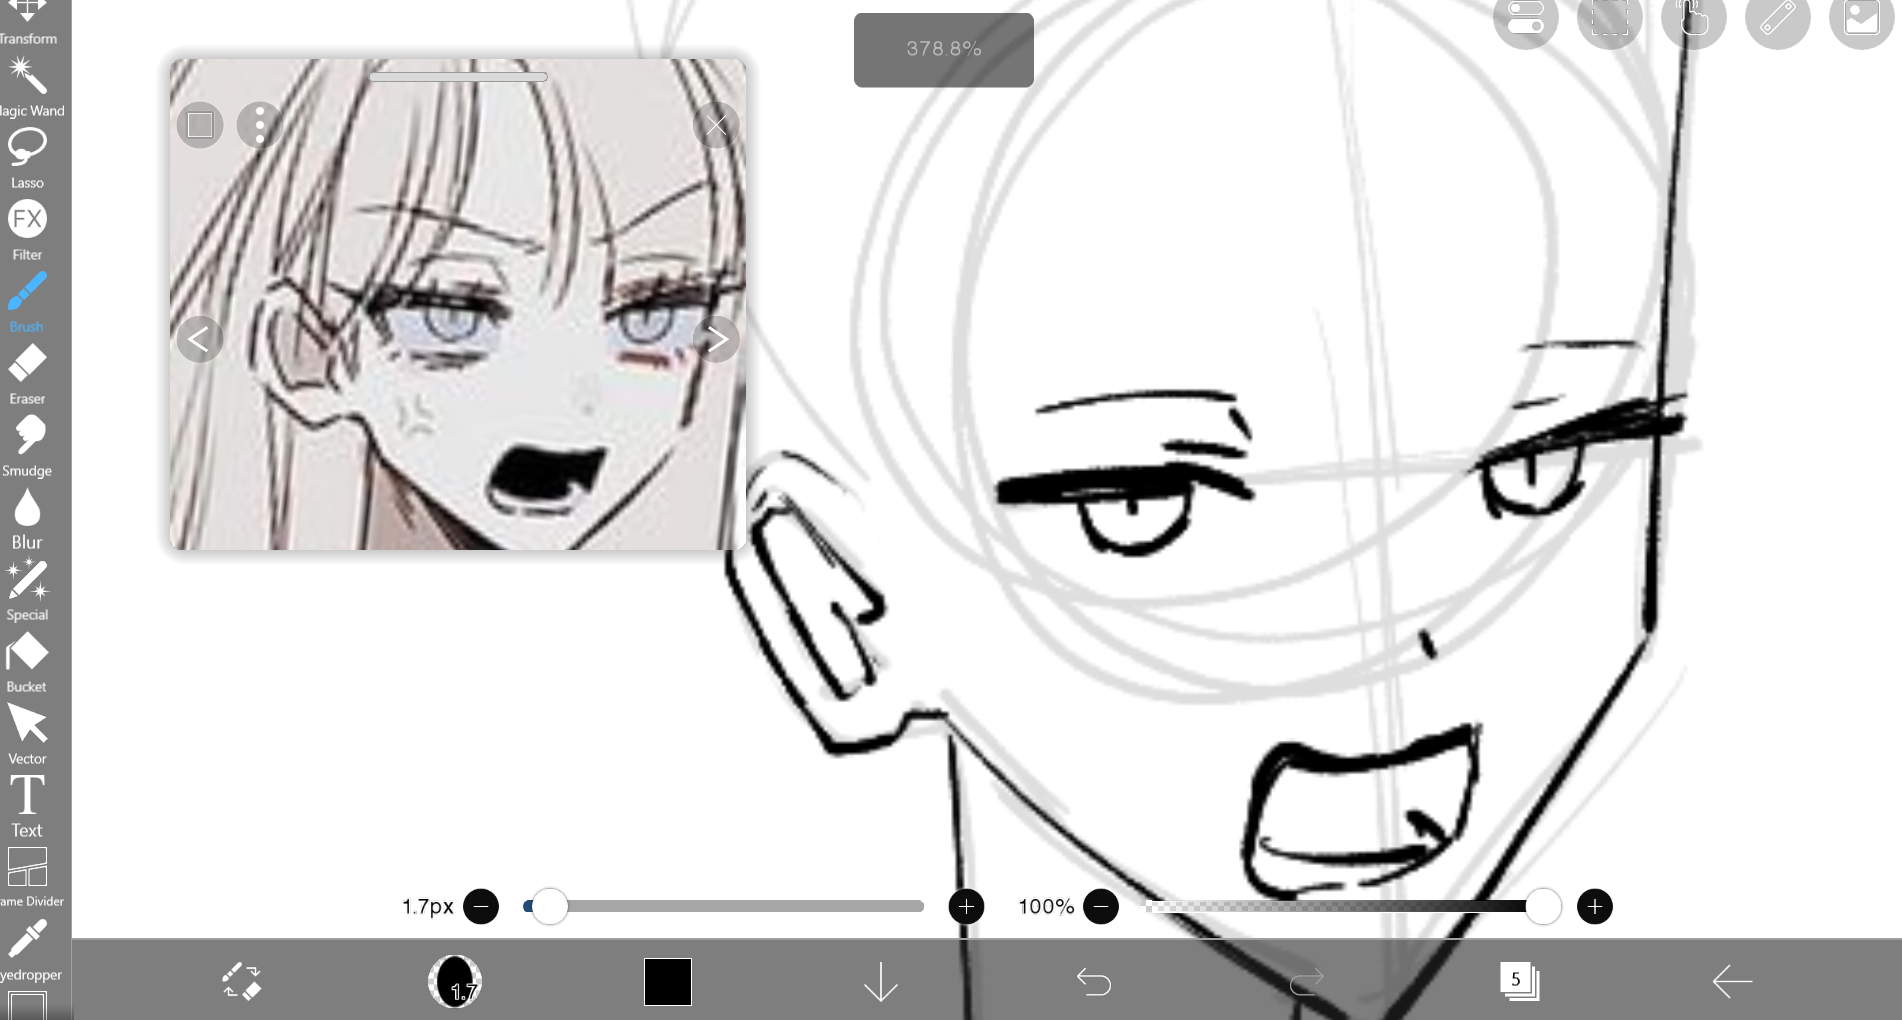 Transform
agic Wand
Lasso
FX
Filter
Brush
Eraser
Smudge
Blur
Special
Bucket
Vector
T
Text
ame Divider
yedropper
378.8%
1.7px
100%
1.7
5